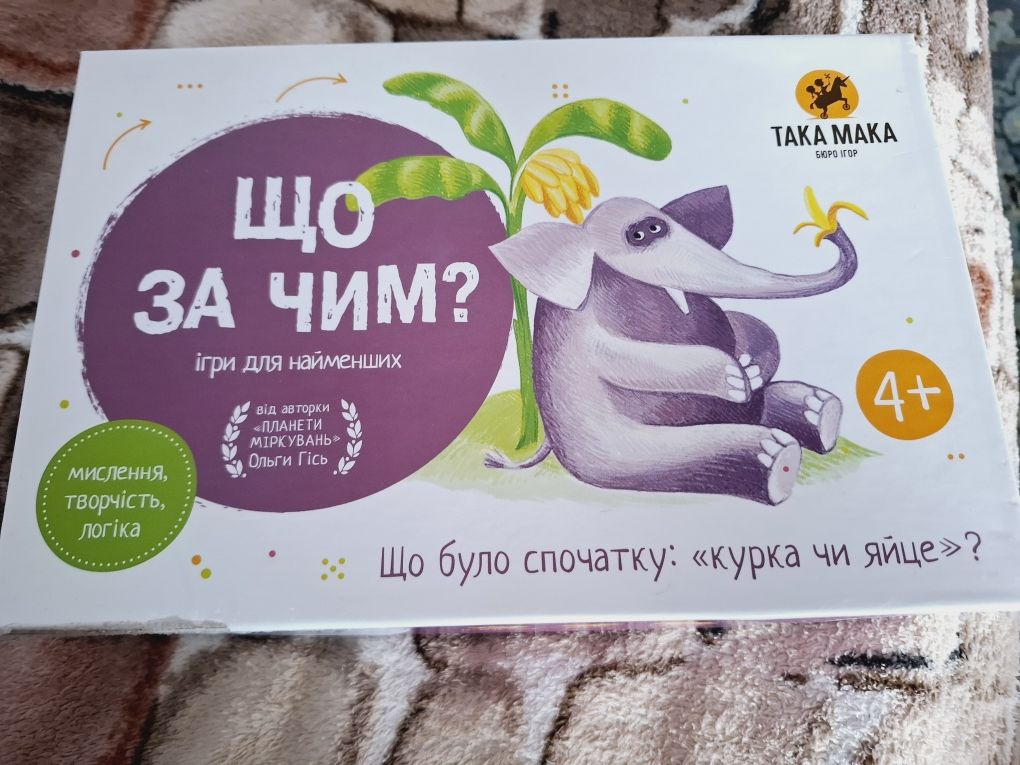 ТАКА МАКА
БЮРО ІГОР
ЩО
ЗА ЧИМ?
ігри для найменших
від авторки
«ПЛАНЕТИ
МІРКУВАНЬ»
Ольги Гісь
4+
мислення,
творчість,
логіка
Що було спочатку: «курка чи яйце»?